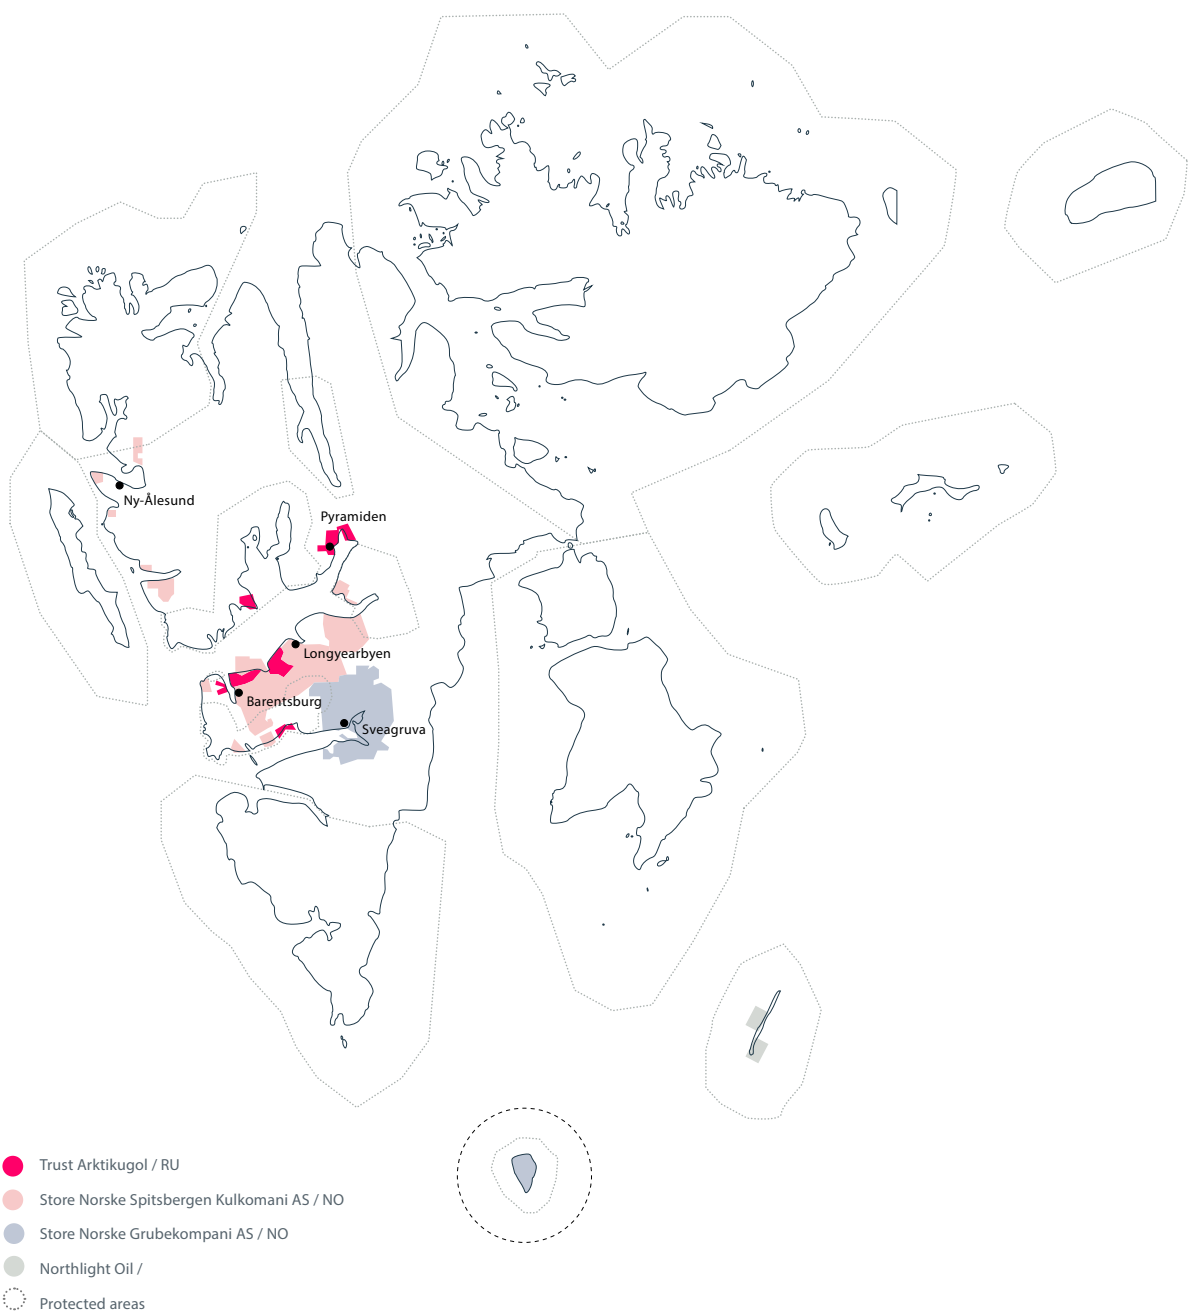 Ny-Ålesund
Pyramiden
Longyearbyen
Barentsburg
Sveagruva
Trust Arktikugol / RU
Store Norske Spitsbergen Kulkomani AS / NO
Store Norske Grubekompani AS / NO
Northlight Oil /
Protected areas